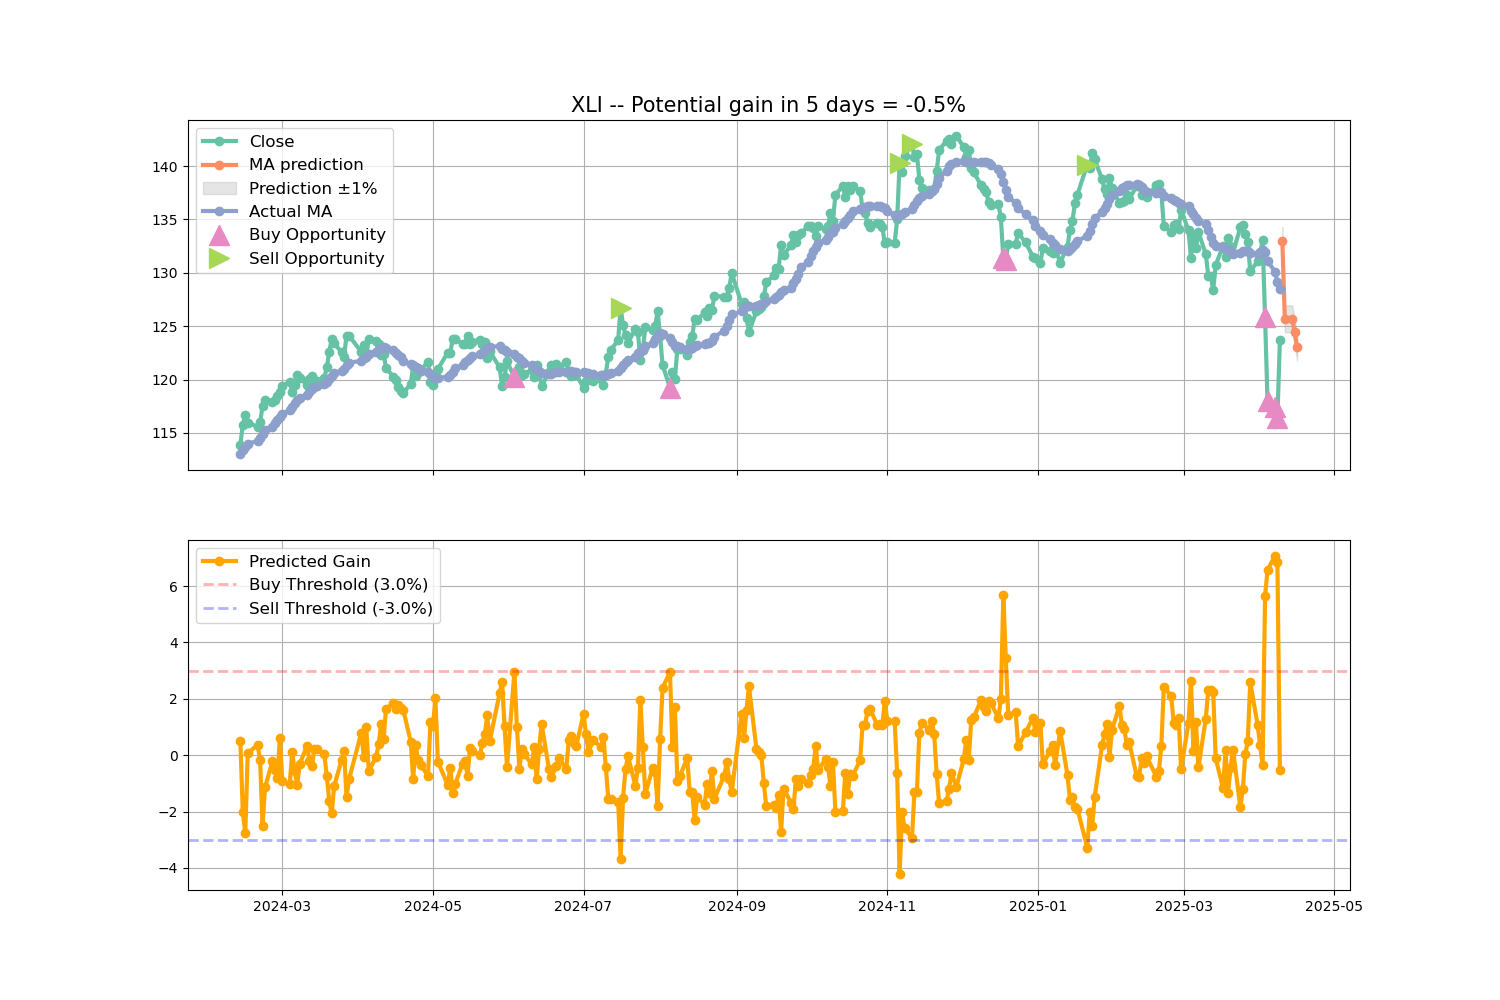 XLI -- Potential gain in 5 days = -0.5%
Close
MA prediction
Prediction ±1%
Actual MA
Buy Opportunity
Sell Opportunity
140
135
130
125
120
115
Predicted Gain
Buy Threshold (3.0%)
Sell Threshold (-3.0%)
6
4
2
0
−2
−4
2024-03 2024-05 2024-07 2024-09 2024-11 2025-01 2025-03 2025-05